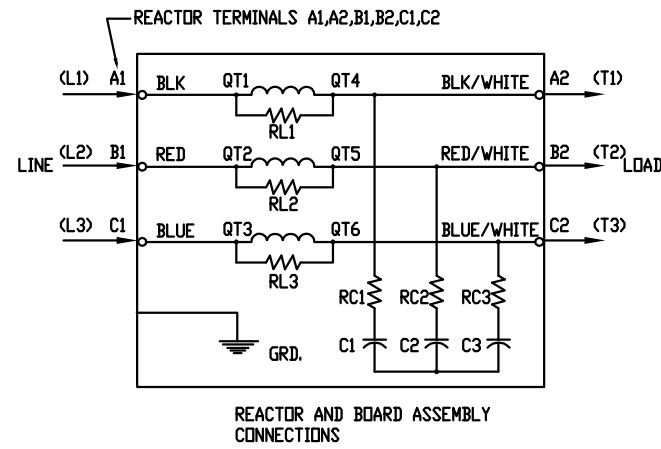 REACTOR TERMINALS A1,A2,B1,B2,C1,C2
(L1) A1 BLK QT1 QT4 BLK/WHITE A2 (T1)
RL1
(L2) B1 RED QT2 QT5 RED/WHITE B2 (T2)
LINE LOAD
RL2
(L3) C1 BLUE QT3 QT6 BLUE/WHITE C2 (T3)
RL3
RC1 RC2 RC3
C1 C2 C3
GRD.
REACTOR AND BOARD ASSEMBLY
CONNECTIONS